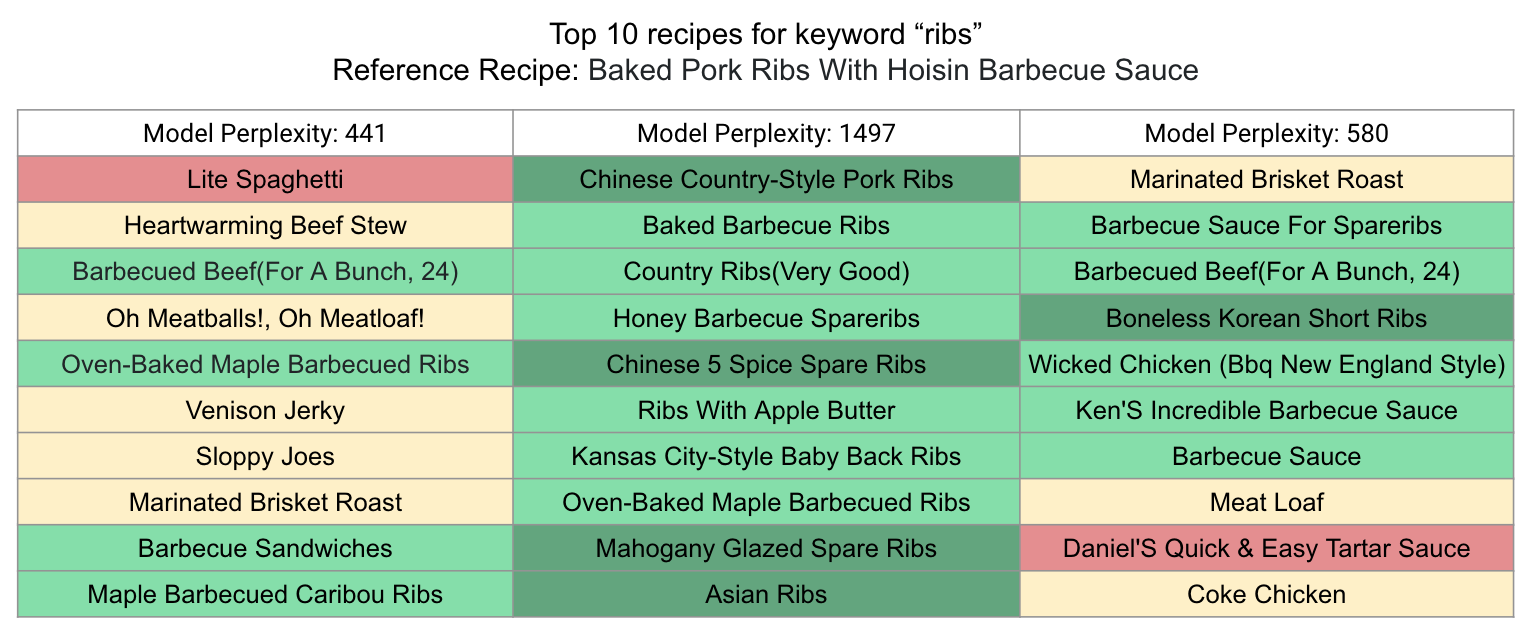 Top 10 recipes for keyword “ribs”
Reference Recipe: Baked Pork Ribs With Hoisin Barbecue Sauce
Model Perplexity: 441 Model Perplexity: 1497 Model Perplexity: 580
Lite Spaghetti Chinese Country-Style Pork Ribs Marinated Brisket Roast
Heartwarming Beef Stew Baked Barbecue Ribs Barbecue Sauce For Spareribs
Barbecued Beef(For A Bunch, 24) Country Ribs(Very Good) Barbecued Beef(For A Bunch, 24)
Oh Meatballs!, Oh Meatloaf! Honey Barbecue Spareribs Boneless Korean Short Ribs
Oven-Baked Maple Barbecued Ribs Chinese 5 Spice Spare Ribs Wicked Chicken (Bbq New England Style)
Venison Jerky Ribs With Apple Butter Ken'S Incredible Barbecue Sauce
Sloppy Joes Kansas City-Style Baby Back Ribs Barbecue Sauce
Marinated Brisket Roast Oven-Baked Maple Barbecued Ribs Meat Loaf
Barbecue Sandwiches Mahogany Glazed Spare Ribs Daniel'S Quick & Easy Tartar Sauce
Maple Barbecued Caribou Ribs Asian Ribs Coke Chicken